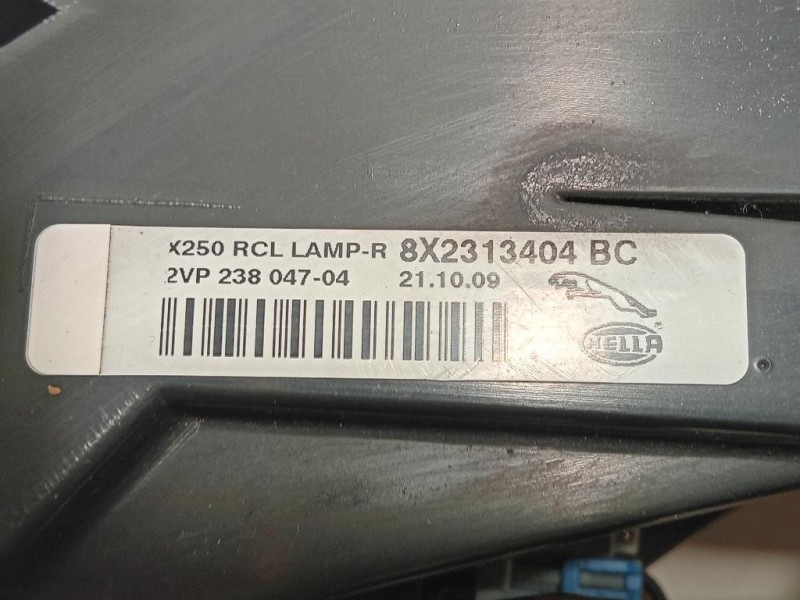 X250 RCL LAMP-R 8X2313404 BC
2VP 238 047-04 21.10.09
HELLA